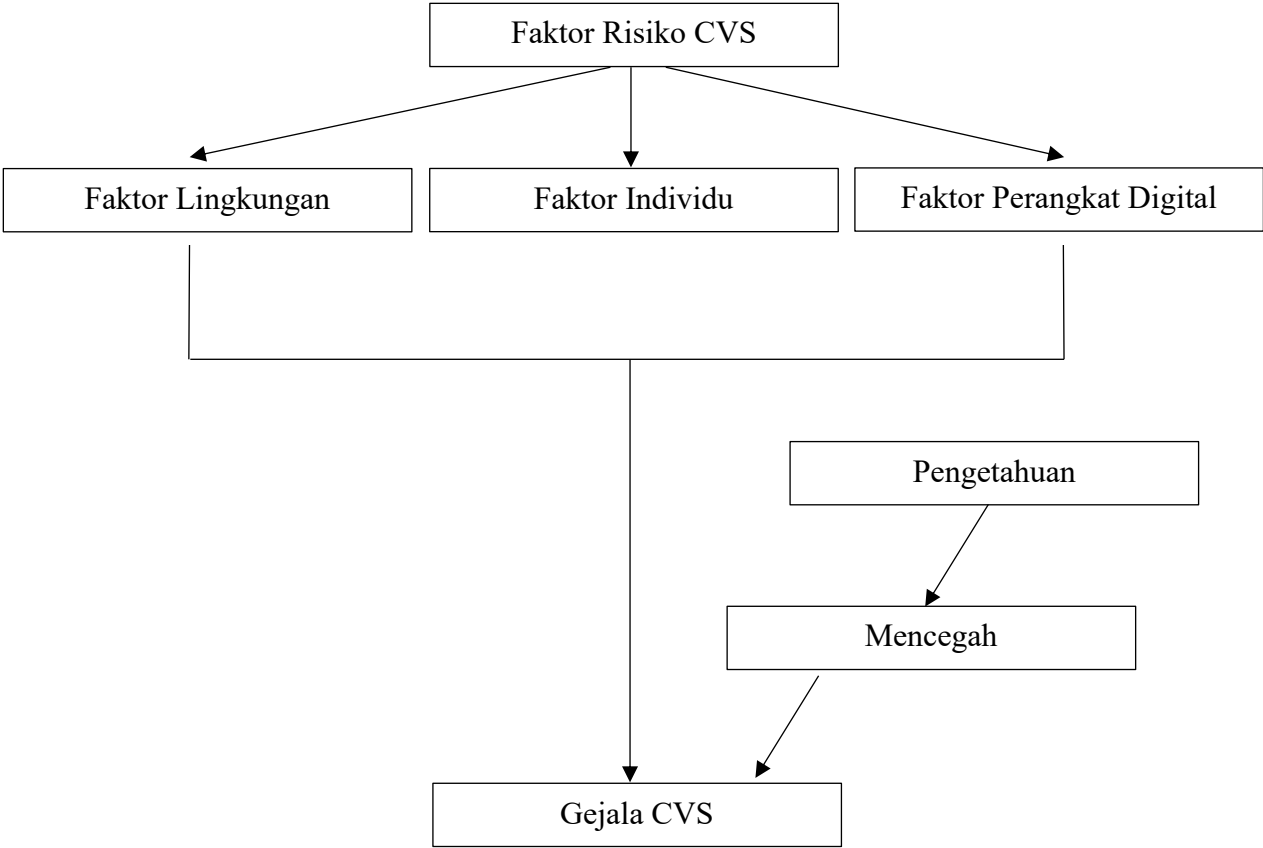 Faktor Risiko CVS
Faktor Lingkungan
Faktor Individu
Faktor Perangkat Digital
Pengetahuan
Mencegah
Gejala CVS